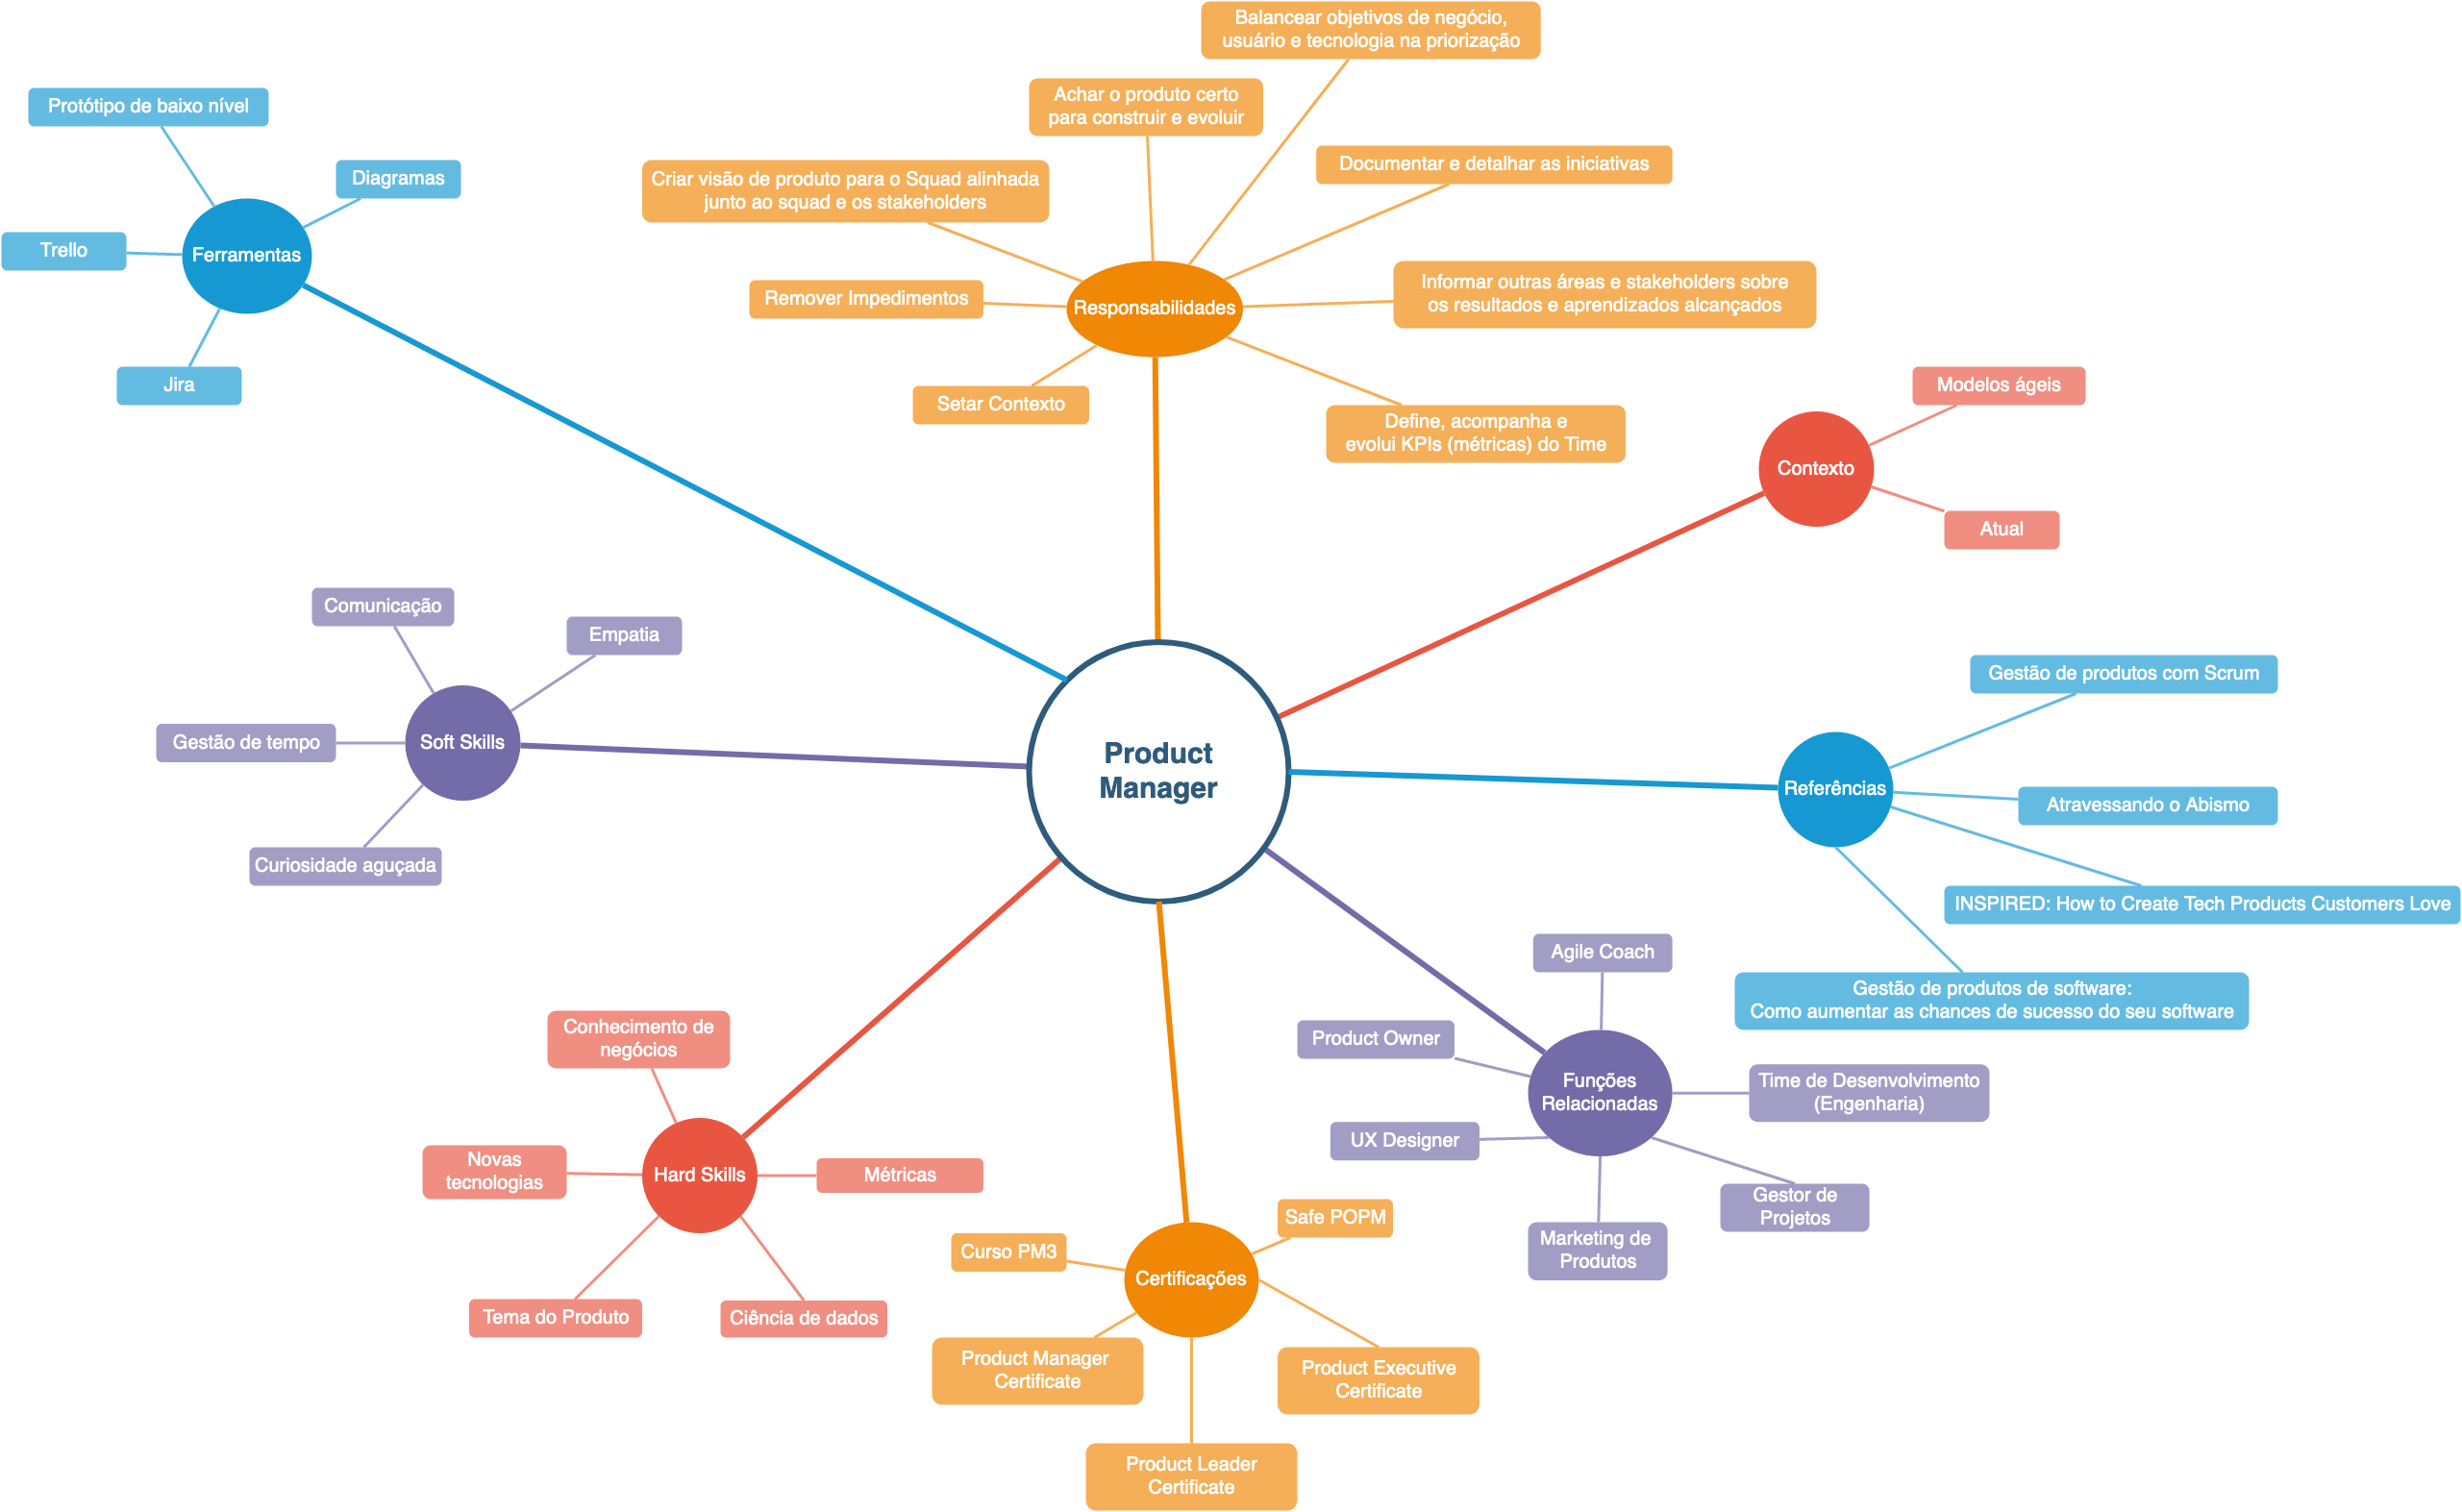 Balancear objetivos de negócio,
usuário e tecnologia na priorização
Achar o produto certo
para construir e evoluir
Documentar e detalhar as iniciativas
Criar visão de produto para o Squad alinhada
junto ao squad e os stakeholders
Informar outras áreas e stakeholders sobre
os resultados e aprendizados alcançados
Remover Impedimentos
Responsabilidades
Setar Contexto
Define, acompanha e
evolui KPIs (métricas) do Time
Protótipo de baixo nível
Diagramas
Trello
Ferramentas
Jira
Modelos ágeis
Contexto
Atual
Comunicação
Empatia
Gestão de tempo
Soft Skills
Curiosidade aguçada
Product
Manager
Gestão de produtos com Scrum
Referências
Atravessando o Abismo
INSPIRED: How to Create Tech Products Customers Love
Gestão de produtos de software:
Como aumentar as chances de sucesso do seu software
Agile Coach
Product Owner
Funções
Relacionadas
Time de Desenvolvimento
(Engenharia)
UX Designer
Gestor de
Projetos
Marketing de
Produtos
Conhecimento de
negócios
Novas
tecnologias
Hard Skills
Métricas
Tema do Produto
Ciência de dados
Safe POPM
Curso PM3
Certificações
Product Manager
Certificate
Product Executive
Certificate
Product Leader
Certificate